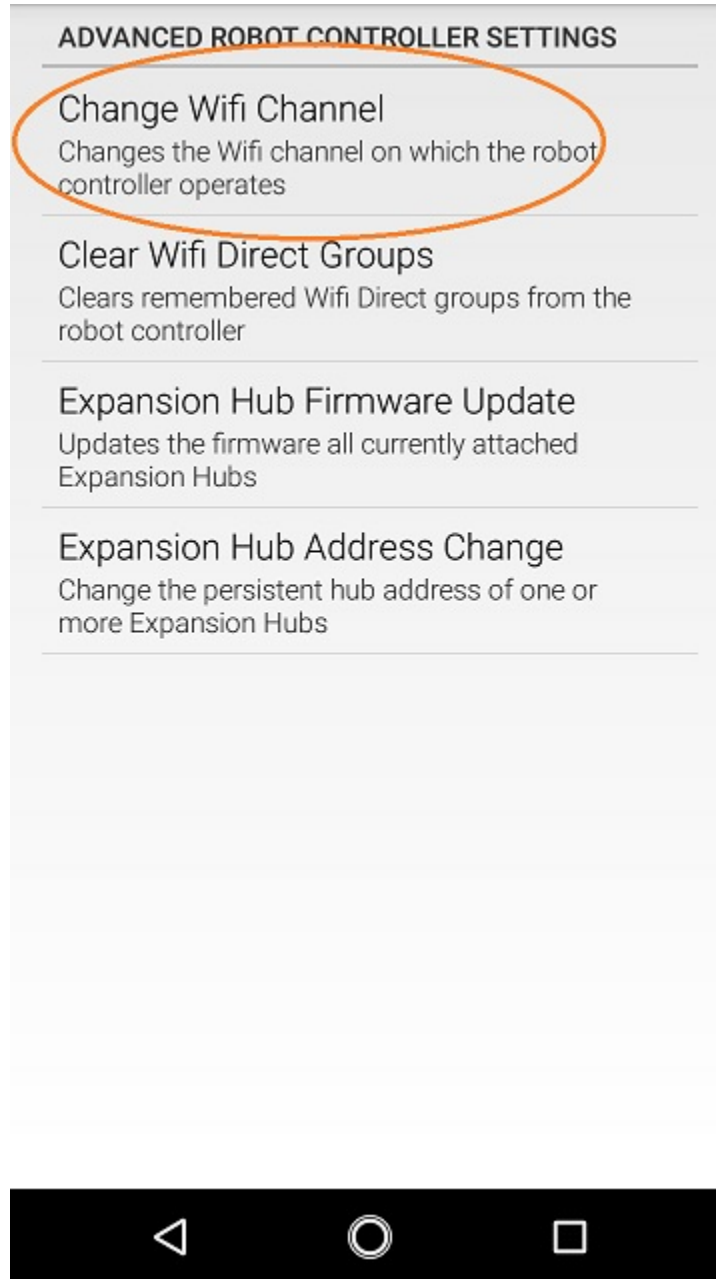 ADVANCED ROBOT CONTROLLER SETTINGS
Change Wifi Channel
Changes the Wifi channel on which the robot
controller operates
Clear Wifi Direct Groups
Clears remembered Wifi Direct groups from the
robot controller
Expansion Hub Firmware Update
Updates the firmware all currently attached
Expansion Hubs
Expansion Hub Address Change
Change the persistent hub address of one or
more Expansion Hubs